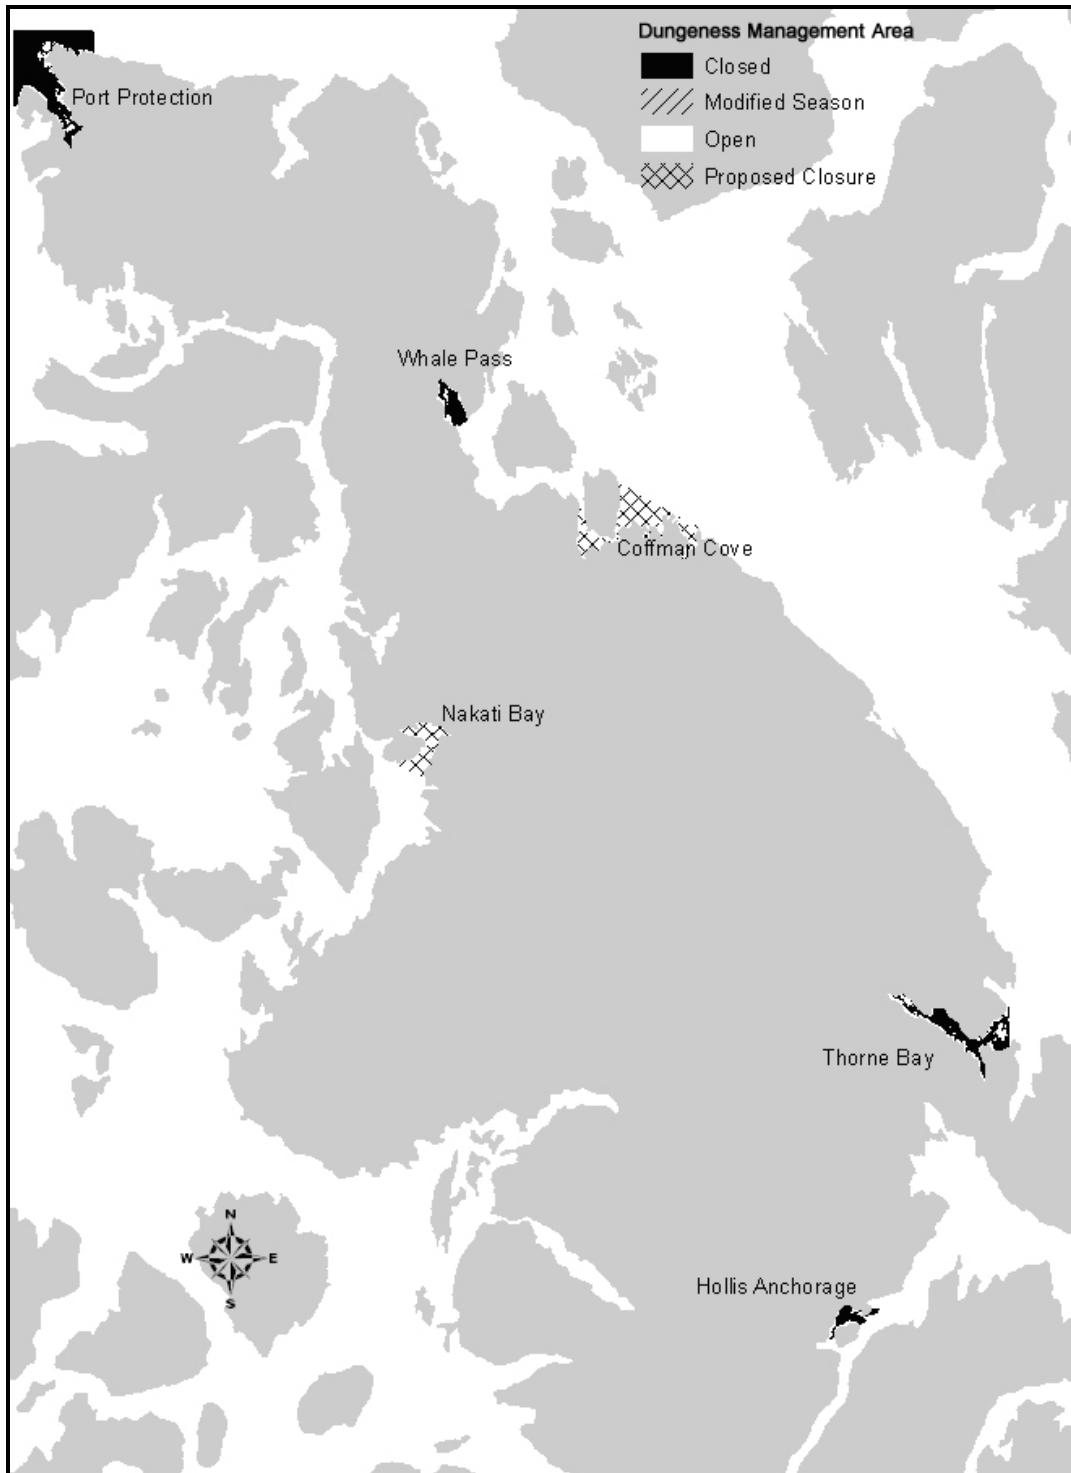 Dungeness Management Area
Closed
Modified Season
Open
Proposed Closure
Port Protection
Whale Pass
Coffman Cove
Nakati Bay
Thorne Bay
N
W E
S
Hollis Anchorage